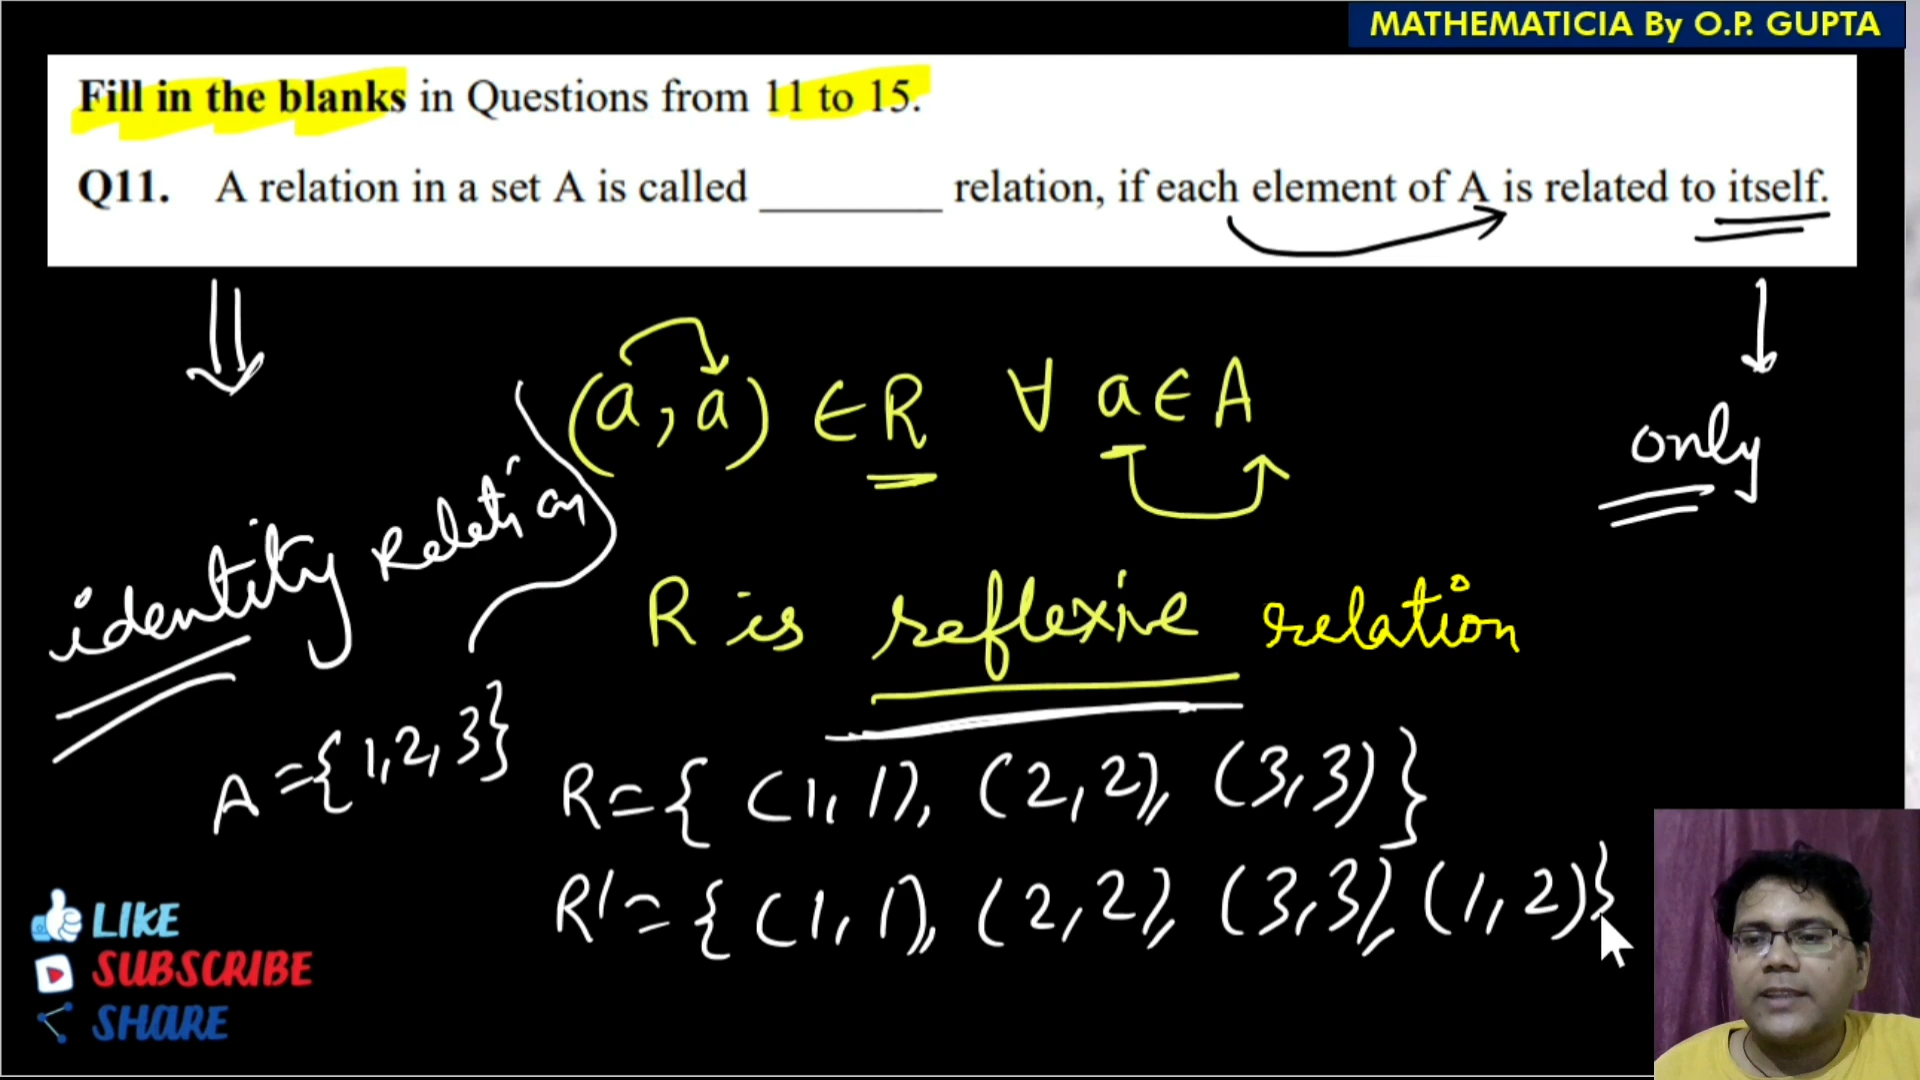 MATHEMATICIA By O.P. GUPTA
Fill in the blanks in Questions from 11 to 15.
Q11. A relation in a set A is called ________ relation, if each element of A is related to itself.
(a, a) ∈ R ∀ a ∈ A
only
identity Relation
R is reflexive relation
A = {1, 2, 3}
R = { (1, 1), (2, 2), (3, 3) }
R' = { (1, 1), (2, 2), (3, 3), (1, 2) }
LIKE
SUBSCRIBE
SHARE